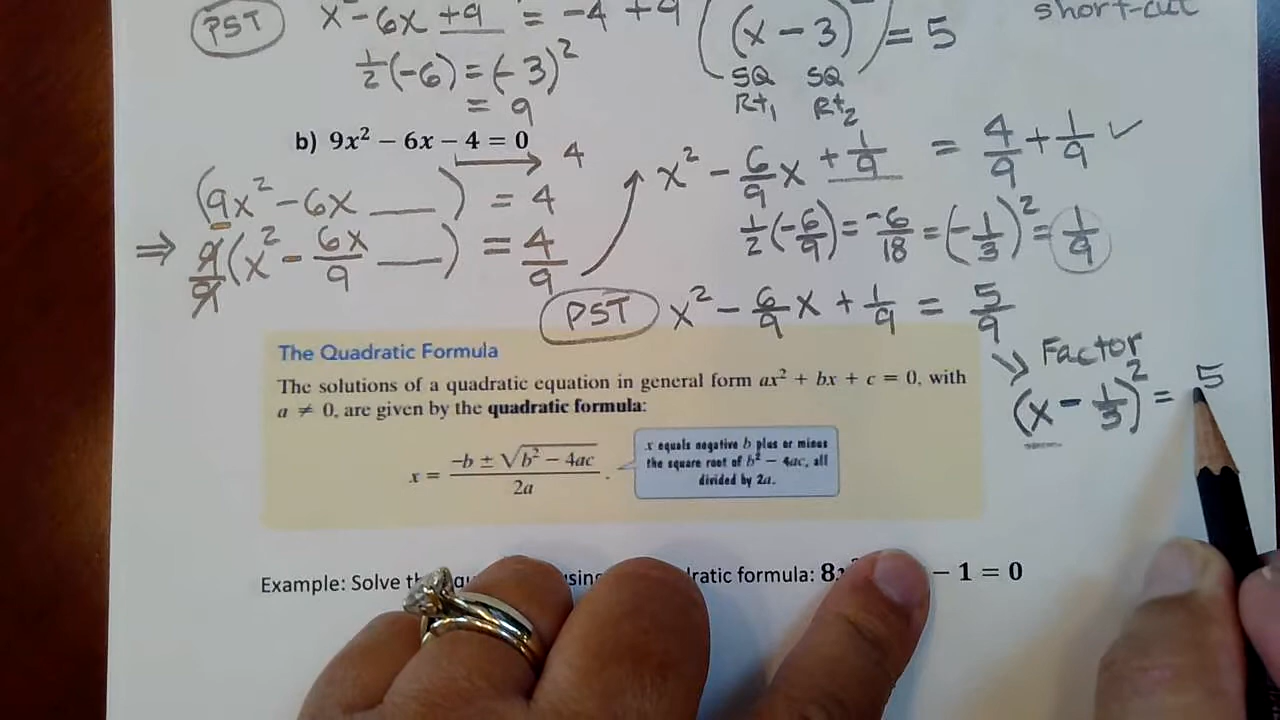 PST x² - 6x +9 = -4 +9 (x - 3)² = 5 short-cut
½(-6) = (-3)² SQ SQ
= 9 Rt₁ Rt₂
b) 9x² − 6x − 4 = 0 4
(9x² - 6x ___ ) = 4
⇒ 9/9 (x² - 6x/9 ___ ) = 4/9
x² - 6/9 x + 1/9 = 4/9 + 1/9 ✓
1/2 (-6/9) = -6/18 = (-1/3)² = 1/9
PST x² - 6/9 x + 1/9 = 5/9
Factor
(x - 1/3)² = 5
The Quadratic Formula
The solutions of a quadratic equation in general form ax² + bx + c = 0, with
a ≠ 0, are given by the quadratic formula:
x = (-b ± √(b² − 4ac)) / 2a .
x equals negative b plus or minus
the square root of b² − 4ac, all
divided by 2a.
Example: Solve ratic formula: 8 − 1 = 0